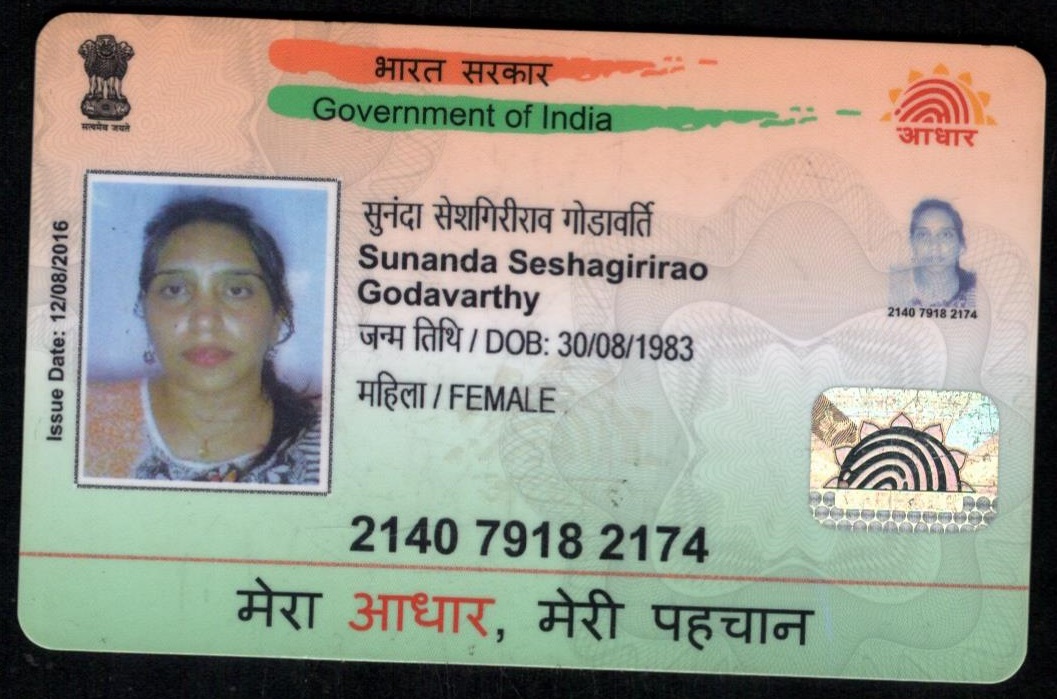 सत्यमेव जयते
भारत सरकार
Government of India
आधार
Issue Date: 12/08/2016
सुनंदा सेशगिरीराव गोडावर्ति
Sunanda Seshagirirao
Godavarthy
जन्म तिथि / DOB: 30/08/1983
महिला / FEMALE
2140 7918 2174
2140 7918 2174
मेरा आधार, मेरी पहचान